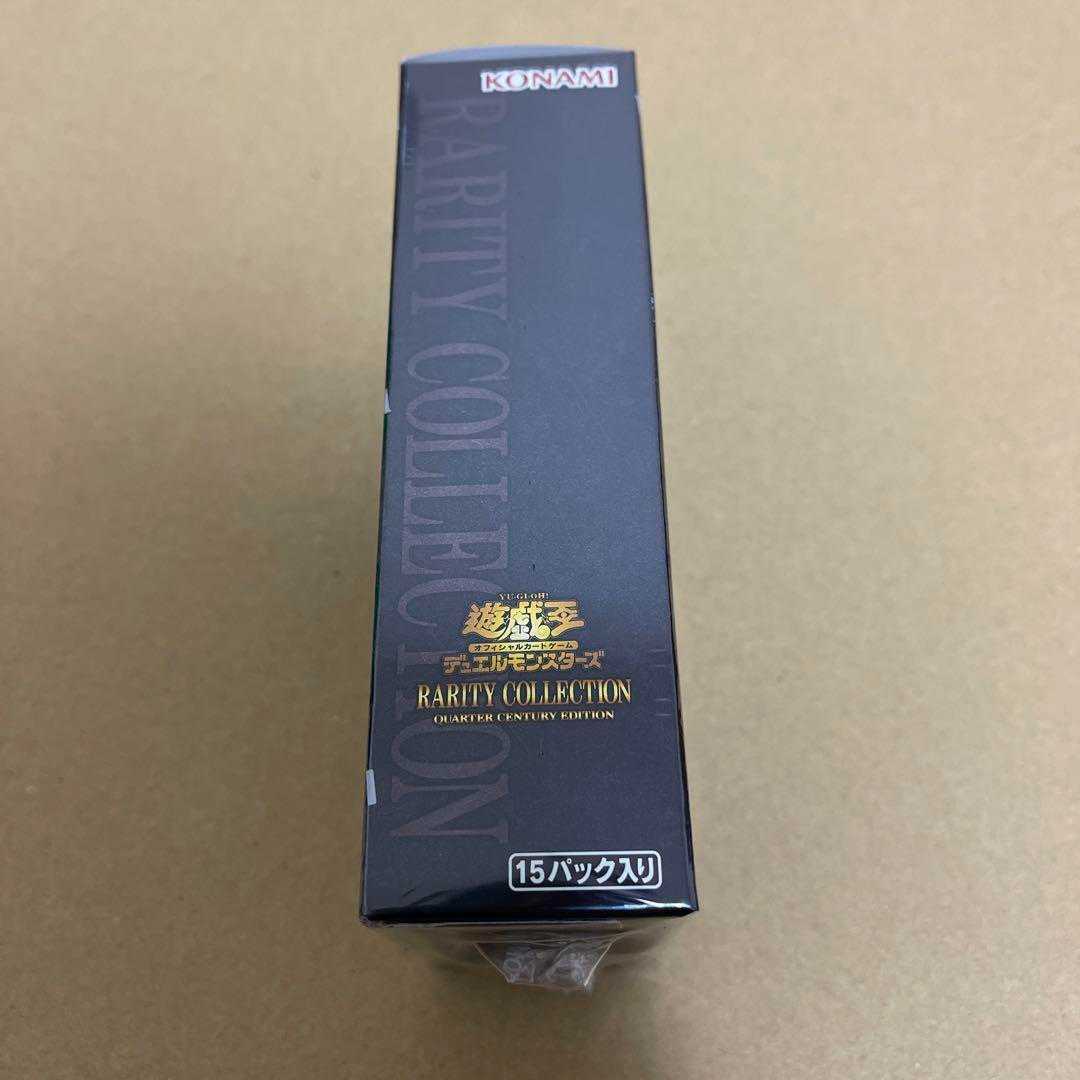 KONAMI
RARITY COLLECTION
YU-GI-OH!
遊戯王
オフィシャルカードゲーム
デュエルモンスターズ
RARITY COLLECTION
QUARTER CENTURY EDITION
15パック入り